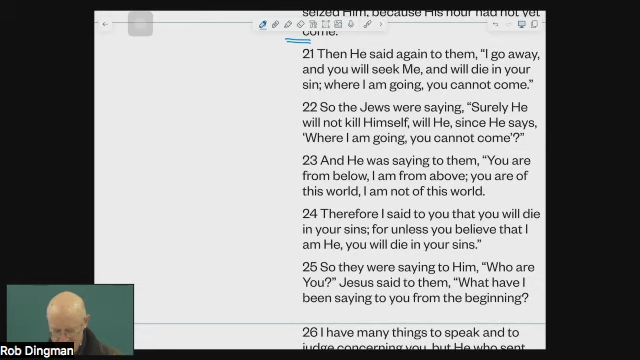 seized Him, because His hour had not yet
come.
21 Then He said again to them, “I go away,
and you will seek Me, and will die in your
sin; where I am going, you cannot come.”
22 So the Jews were saying, “Surely He
will not kill Himself, will He, since He says,
‘Where I am going, you cannot come’?”
23 And He was saying to them, “You are
from below, I am from above; you are of
this world, I am not of this world.
24 Therefore I said to you that you will die
in your sins; for unless you believe that I
am He, you will die in your sins.”
25 So they were saying to Him, “Who are
You?” Jesus said to them, “What have I
been saying to you from the beginning?
26 I have many things to speak and to
judge concerning you, but He who sent
Rob Dingman